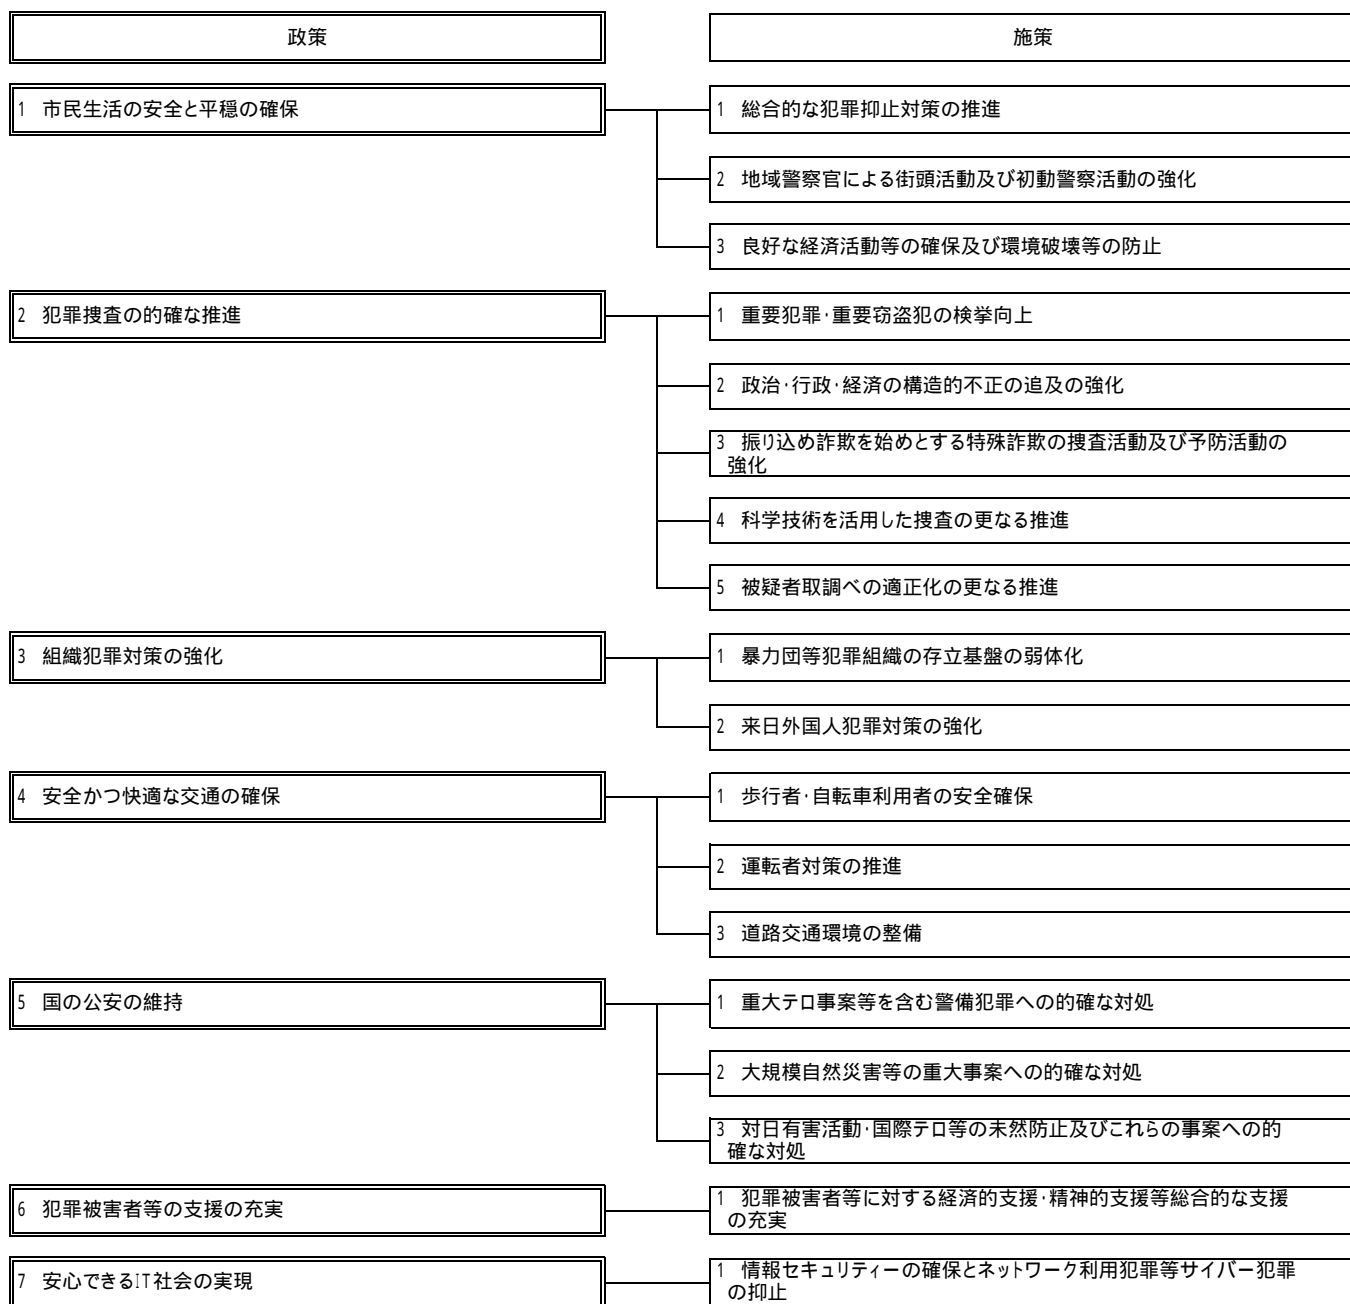 政策
施策
1 市民生活の安全と平穏の確保
1 総合的な犯罪抑止対策の推進
2 地域警察官による街頭活動及び初動警察活動の強化
3 良好な経済活動等の確保及び環境破壊等の防止
2 犯罪捜査の的確な推進
1 重要犯罪・重要窃盗犯の検挙向上
2 政治・行政・経済の構造的不正の追及の強化
3 振り込め詐欺を始めとする特殊詐欺の捜査活動及び予防活動の
強化
4 科学技術を活用した捜査の更なる推進
5 被疑者取調べの適正化の更なる推進
3 組織犯罪対策の強化
1 暴力団等犯罪組織の存立基盤の弱体化
2 来日外国人犯罪対策の強化
4 安全かつ快適な交通の確保
1 歩行者・自転車利用者の安全確保
2 運転者対策の推進
3 道路交通環境の整備
5 国の公安の維持
1 重大テロ事案等を含む警備犯罪への的確な対処
2 大規模自然災害等の重大事案への的確な対処
3 対日有害活動・国際テロ等の未然防止及びこれらの事案への的
確な対処
6 犯罪被害者等の支援の充実
1 犯罪被害者等に対する経済的支援・精神的支援等総合的な支援
の充実
7 安心できるIT社会の実現
1 情報セキュリティーの確保とネットワーク利用犯罪等サイバー犯罪
の抑止